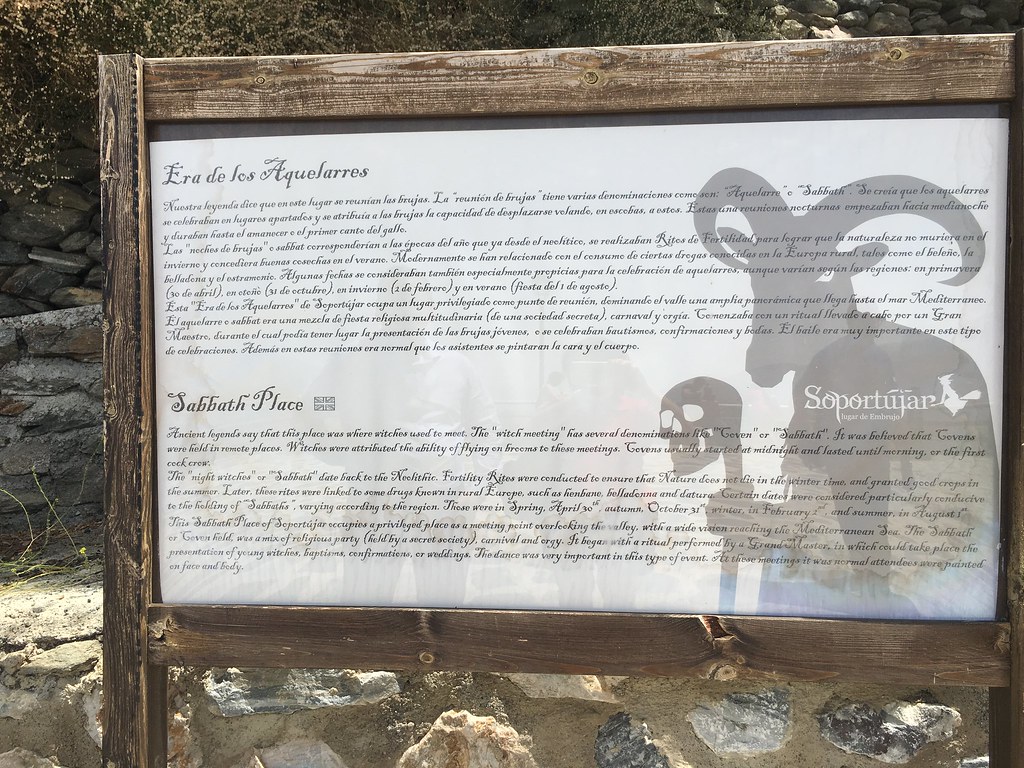 Era de los Aquelarres
Nuestra leyenda dice que en este lugar se reunían las brujas. La "reunión de brujas" tiene varias denominaciones como son: "Aquelarre" o "Sabbath". Se creía que los aquelarres
se celebraban en lugares apartados y se atribuía a las brujas la capacidad de desplazarse volando, en escobas, a estos. Estas una reuniones nocturnas empezaban hacia medianoche
y duraban hasta el amanecer o el primer canto del gallo.
Las "noches de brujas" o sabbat corresponderían a las épocas del año que ya desde el neolítico, se realizaban Ritos de Fertilidad para lograr que la naturaleza no muriera en el
invierno y concediera buenas cosechas en el verano. Modernamente se han relacionado con el consumo de ciertas drogas conocidas en la Europa rural, tales como el beleño, la
belladona y el estramonio. Algunas fechas se consideraban también especialmente propicias para la celebración de aquelarres, aunque varían según las regiones: en primavera
(30 de abril), en otoño (31 de octubre), en invierno (2 de febrero) y en verano (fiesta del 1 de agosto).
Esta "Era de los Aquelarres" de Soportújar ocupa un lugar privilegiado como punto de reunión, dominando el valle una amplia panorámica que llega hasta el mar Mediterraneo.
El aquelarre o sabbat era una mezcla de fiesta religiosa multitudinaria (de una sociedad secreta), carnaval y orgía. Comenzaba con un ritual llevado a cabo por un Gran
Maestro, durante el cual podía tener lugar la presentación de las brujas jóvenes, o se celebraban bautismos, confirmaciones y bodas. El baile era muy importante en este tipo
de celebraciones. Además en estas reuniones era normal que los asistentes se pintaran la cara y el cuerpo.
Sabbath Place
Soportújar
lugar de Embrujo
Ancient legends say that this place was where witches used to meet. The "witch meeting" has several denominations like "Coven" or "Sabbath". It was believed that Covens
were held in remote places. Witches were attributed the ability of flying on brooms to these meetings. Covens usually started at midnight and lasted until morning, or the first
cock crow.
The "night witches" or "Sabbath" date back to the Neolithic. Fertility Rites were conducted to ensure that Nature does not die in the winter time, and granted good crops in
the summer. Later, these rites were linked to some drugs known in rural Europe, such as henbane, belladonna and datura. Certain dates were considered particularly conducive
to the holding of "Sabbaths", varying according to the region. Those were in Spring, April 30th, autumn, October 31st, winter, in February 2nd, and summer, in August 1st
This Sabbath Place of Soportújar occupies a privileged place as a meeting point overlooking the valley, with a wide vision reaching the Mediterranean Sea. The Sabbath
or Coven held, was a mix of religious party (held by a secret society), carnival and orgy. It began with a ritual performed by a Grand Master, in which could take place the
presentation of young witches, baptisms, confirmations, or weddings. The dance was very important in this type of event. At these meetings it was normal attendees were painted
on face and body.